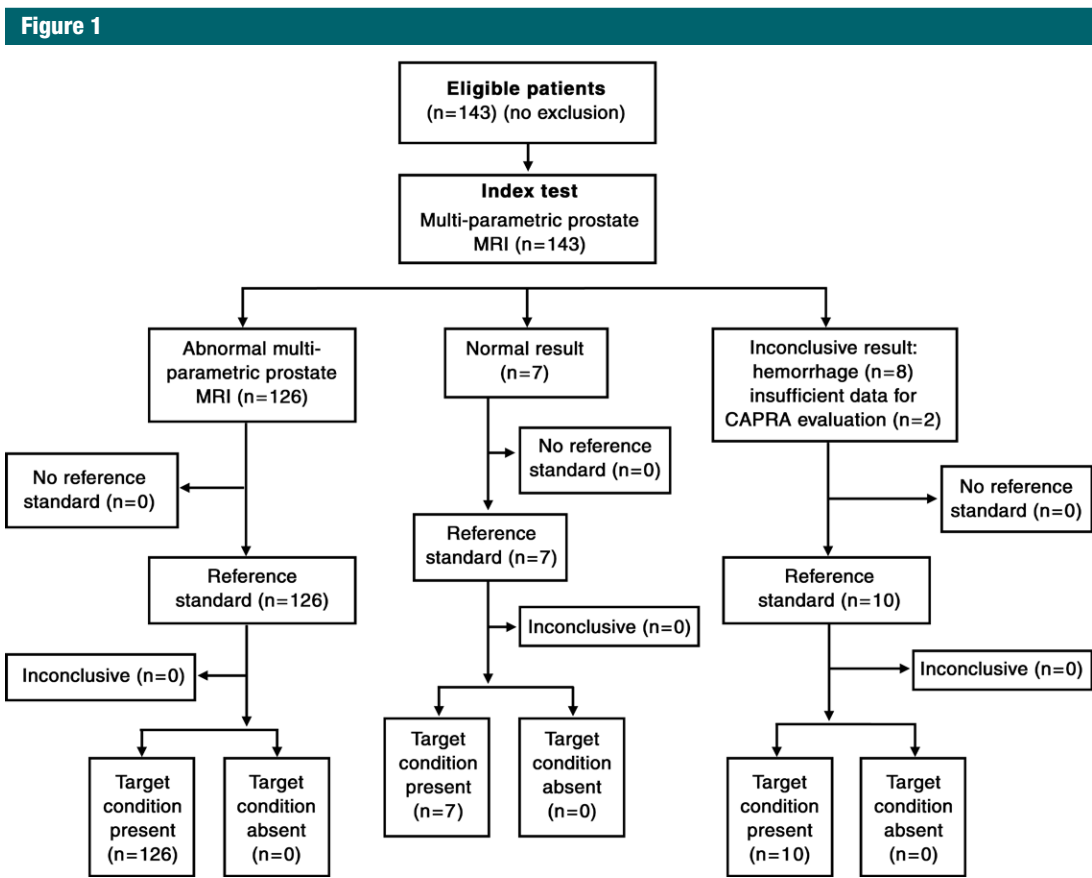 Figure 1
Eligible patients
(n=143) (no exclusion)
Index test
Multi-parametric prostate
MRI (n=143)
Abnormal multi-
parametric prostate
MRI (n=126)
Normal result
(n=7)
Inconclusive result:
hemorrhage (n=8)
insufficient data for
CAPRA evaluation (n=2)
No reference
standard (n=0)
No reference
standard (n=0)
No reference
standard (n=0)
Reference
standard (n=126)
Reference
standard (n=7)
Reference
standard (n=10)
Inconclusive (n=0)
Inconclusive (n=0)
Inconclusive (n=0)
Target
condition
present
(n=126)
Target
condition
absent
(n=0)
Target
condition
present
(n=7)
Target
condition
absent
(n=0)
Target
condition
present
(n=10)
Target
condition
absent
(n=0)